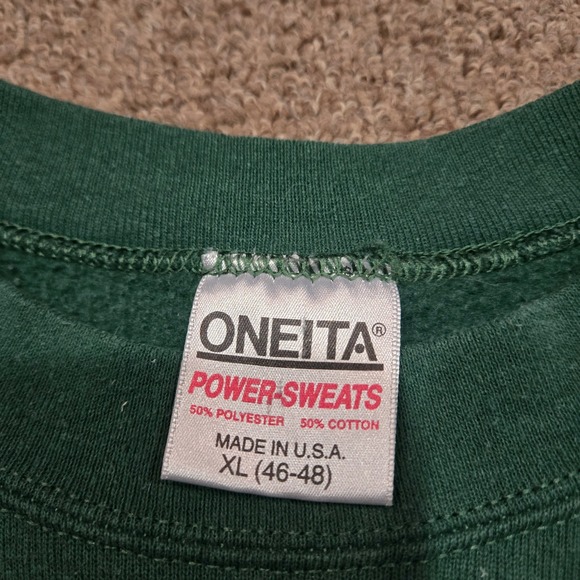 ONEITA®
POWER-SWEATS
50% POLYESTER 50% COTTON
MADE IN U.S.A.
XL (46-48)